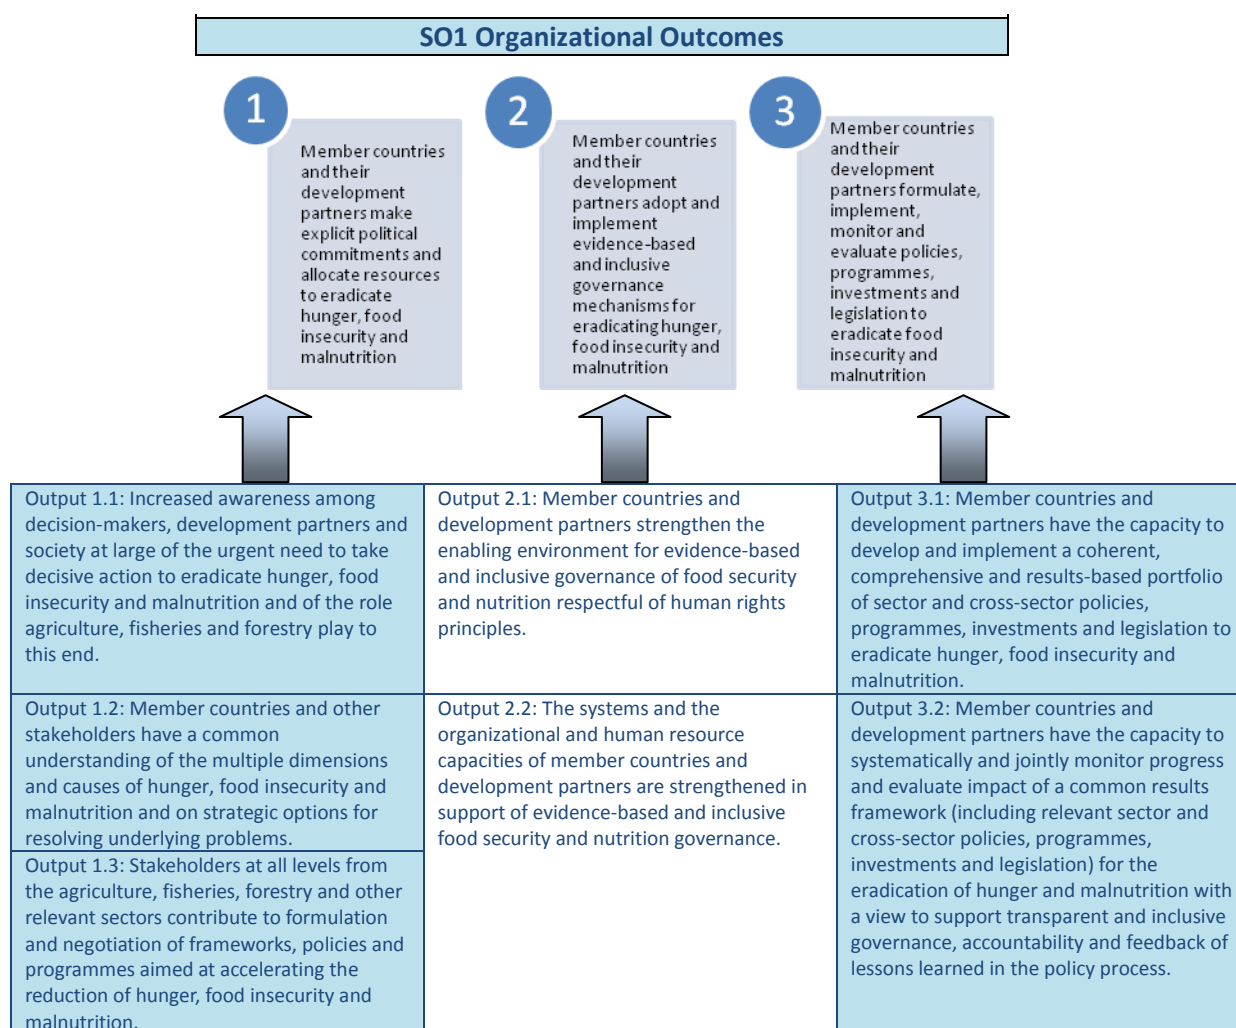 SO1 Organizational Outcomes
1
Member countries
and their
development
partners make
explicit political
commitments and
allocate resources
to eradicate
hunger, food
insecurity and
malnutrition
2
Member countries
and their
development
partners adopt and
implement
evidence-based
and inclusive
governance
mechanisms for
eradicating hunger,
food insecurity and
malnutrition
3
Member countries
and their
development
partners formulate,
implement,
monitor and
evaluate policies,
programmes,
investments and
legislation to
eradicate food
insecurity and
malnutrition
Output 1.1: Increased awareness among
decision-makers, development partners and
society at large of the urgent need to take
decisive action to eradicate hunger, food
insecurity and malnutrition and of the role
agriculture, fisheries and forestry play to
this end.
Output 2.1: Member countries and
development partners strengthen the
enabling environment for evidence-based
and inclusive governance of food security
and nutrition respectful of human rights
principles.
Output 3.1: Member countries and
development partners have the capacity to
develop and implement a coherent,
comprehensive and results-based portfolio
of sector and cross-sector policies,
programmes, investments and legislation to
eradicate hunger, food insecurity and
malnutrition.
Output 1.2: Member countries and other
stakeholders have a common
understanding of the multiple dimensions
and causes of hunger, food insecurity and
malnutrition and on strategic options for
resolving underlying problems.
Output 2.2: The systems and the
organizational and human resource
capacities of member countries and
development partners are strengthened in
support of evidence-based and inclusive
food security and nutrition governance.
Output 3.2: Member countries and
development partners have the capacity to
systematically and jointly monitor progress
and evaluate impact of a common results
framework (including relevant sector and
cross-sector policies, programmes,
investments and legislation) for the
eradication of hunger and malnutrition with
a view to support transparent and inclusive
governance, accountability and feedback of
lessons learned in the policy process.
Output 1.3: Stakeholders at all levels from
the agriculture, fisheries, forestry and other
relevant sectors contribute to formulation
and negotiation of frameworks, policies and
programmes aimed at accelerating the
reduction of hunger, food insecurity and
malnutrition.